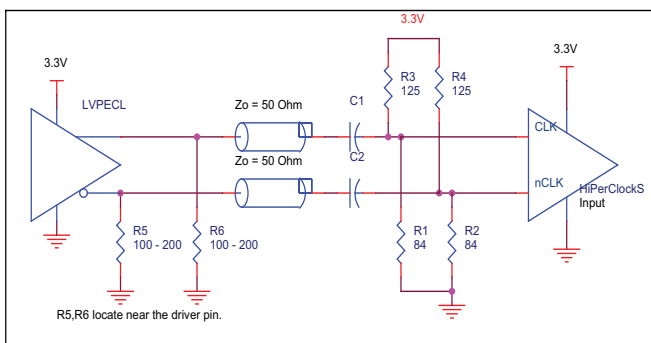 3.3V
3.3V
3.3V
LVPECL
R3
125
R4
125
Zo = 50 Ohm
C1
CLK
Zo = 50 Ohm
C2
nCLK
HiPerClockS
Input
R5
100 - 200
R6
100 - 200
R1
84
R2
84
R5,R6 locate near the driver pin.